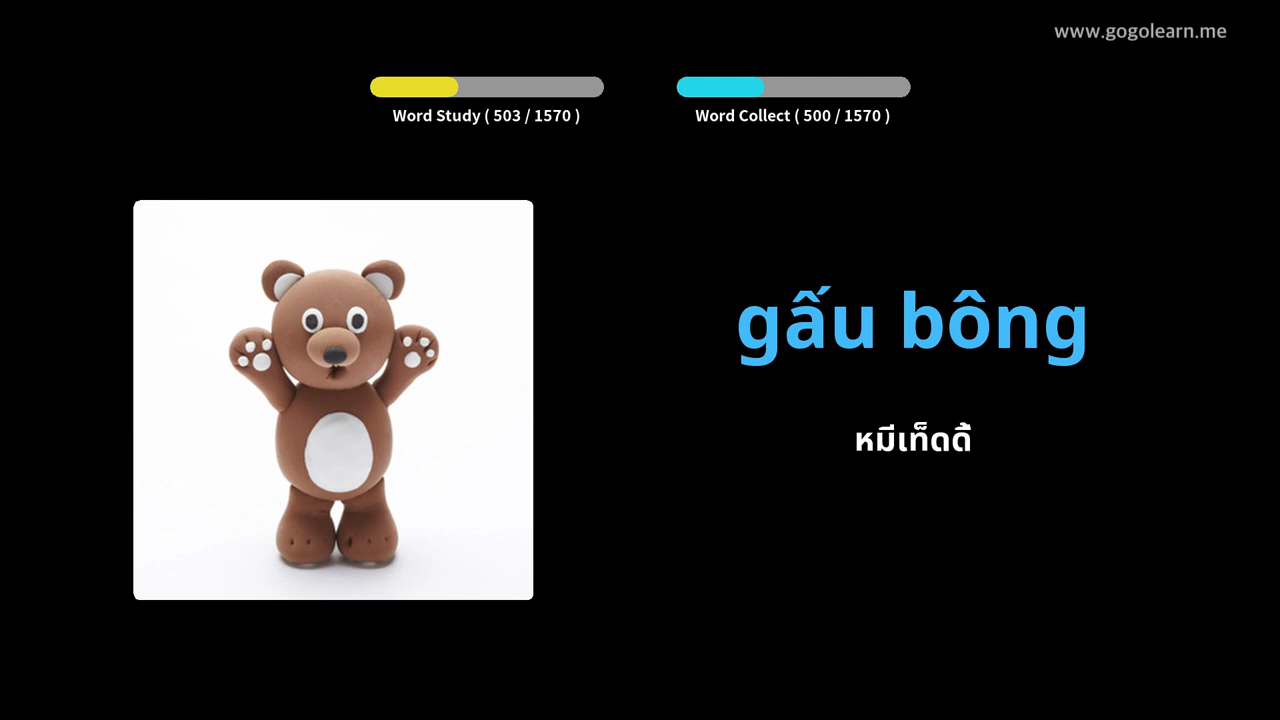 www.gogolearn.me
Word Study ( 503 / 1570 )
Word Collect ( 500 / 1570 )
gấu bông
หมีเท็ดดี้